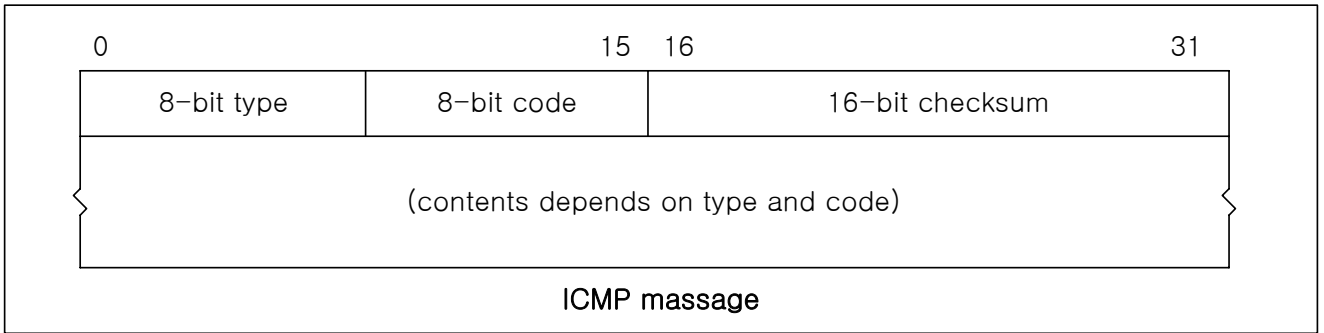 0 15 16 31
8-bit type 8-bit code 16-bit checksum
(contents depends on type and code)
ICMP massage